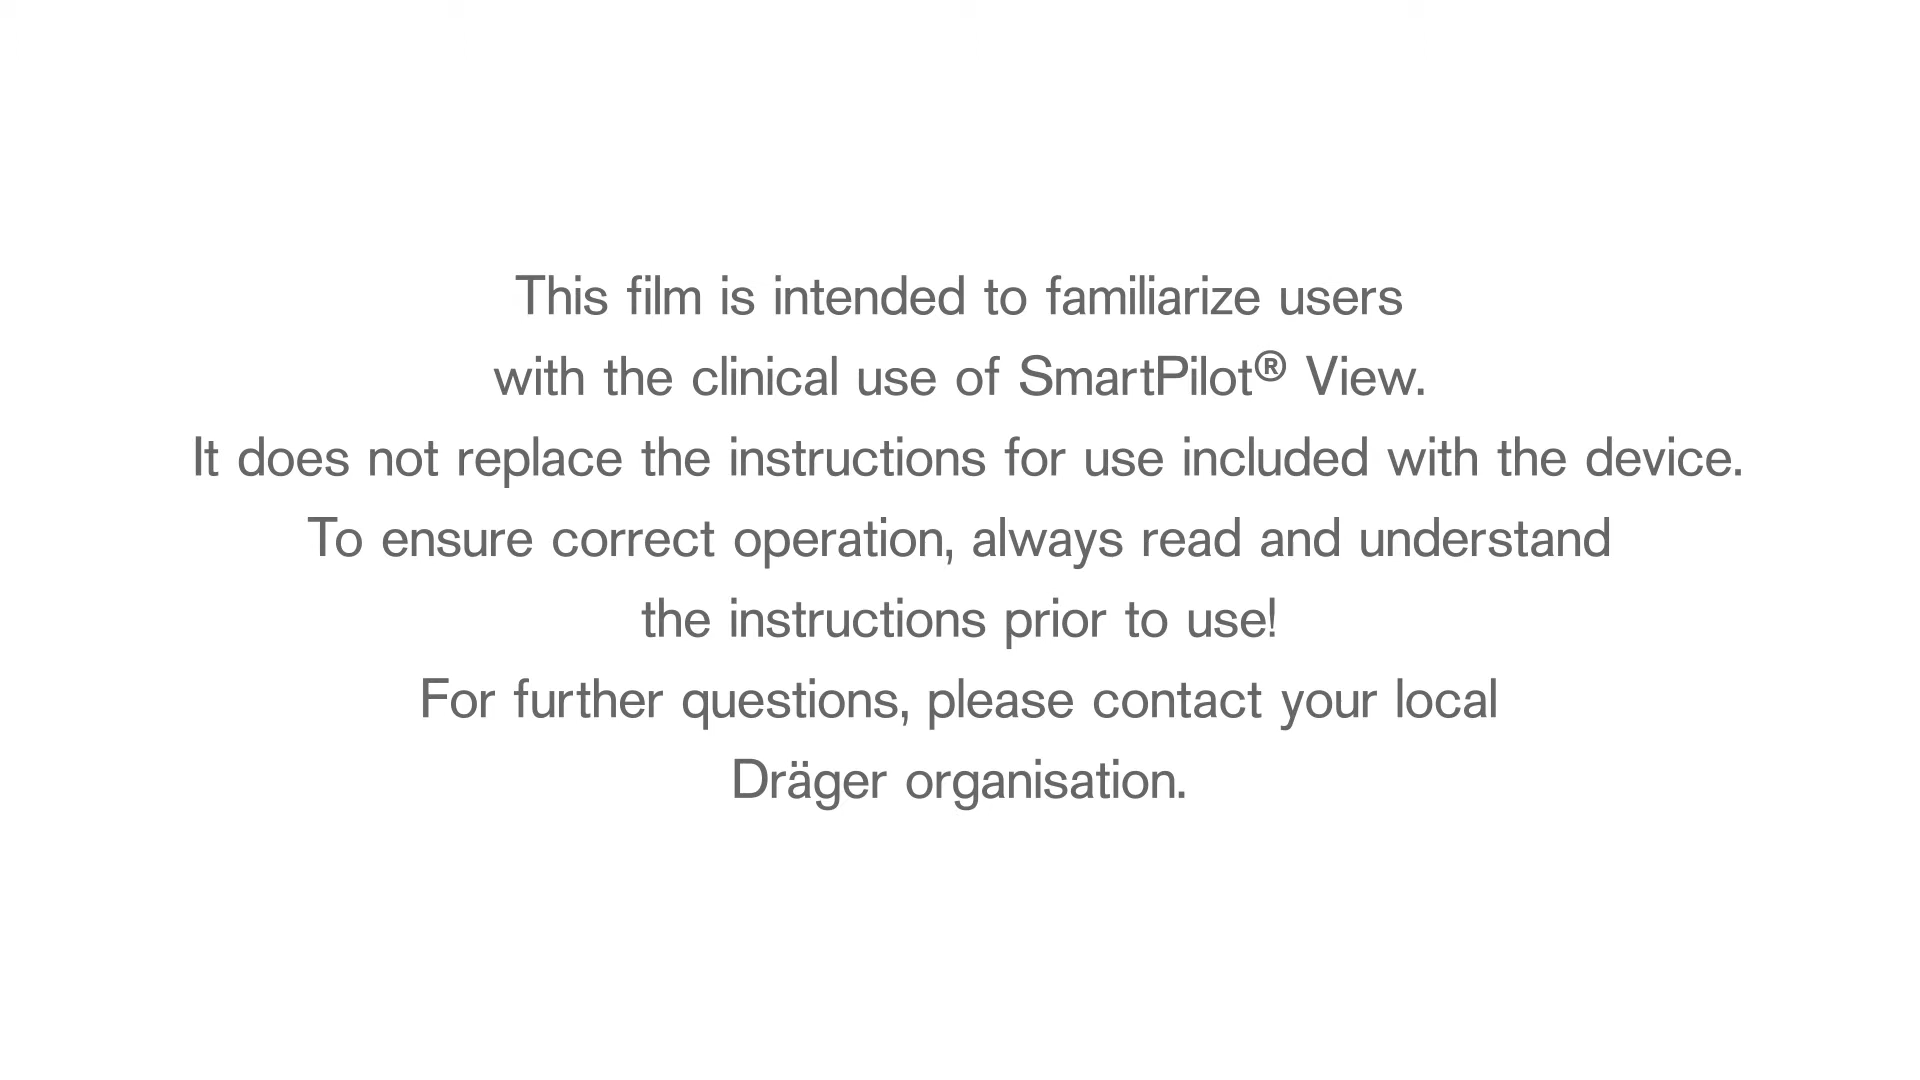 This film is intended to familiarize users
with the clinical use of SmartPilot® View.
It does not replace the instructions for use included with the device.
To ensure correct operation, always read and understand
the instructions prior to use!
For further questions, please contact your local
Dräger organisation.